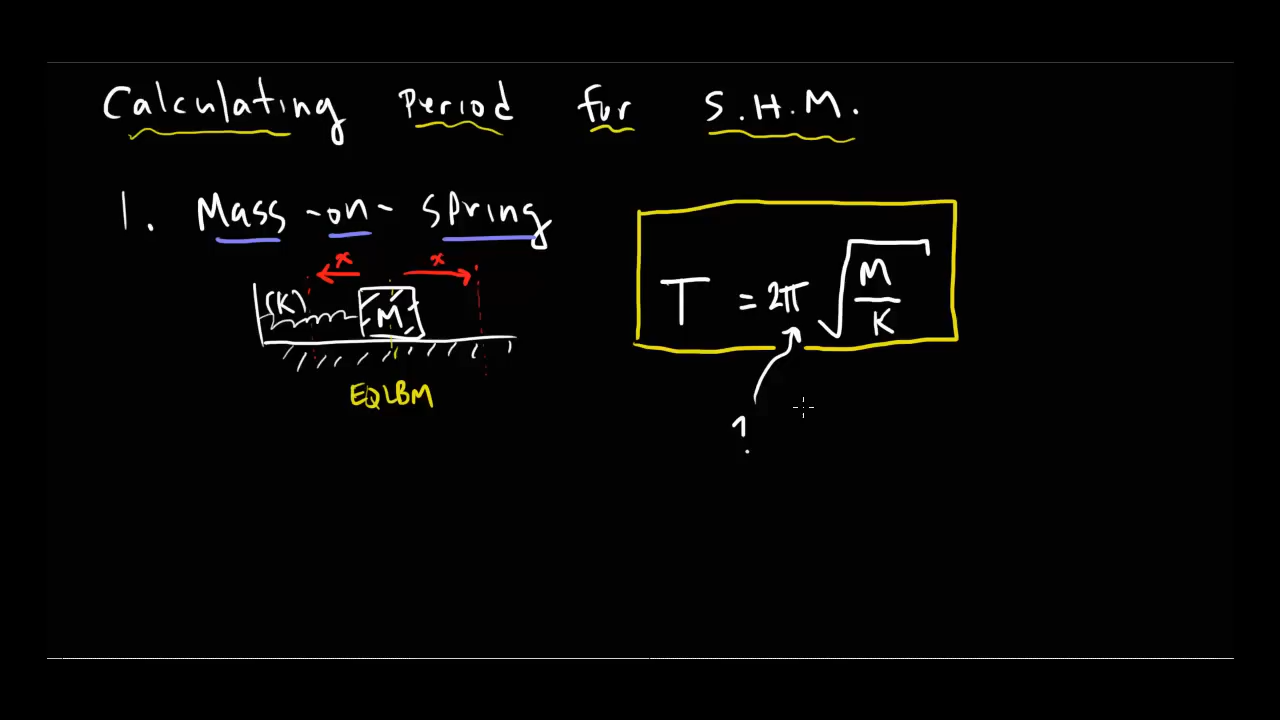 Calculating Period for S.H.M.
1. Mass-on-spring
x x
(K)
M
EQLBM
T = 2π √M/K
?